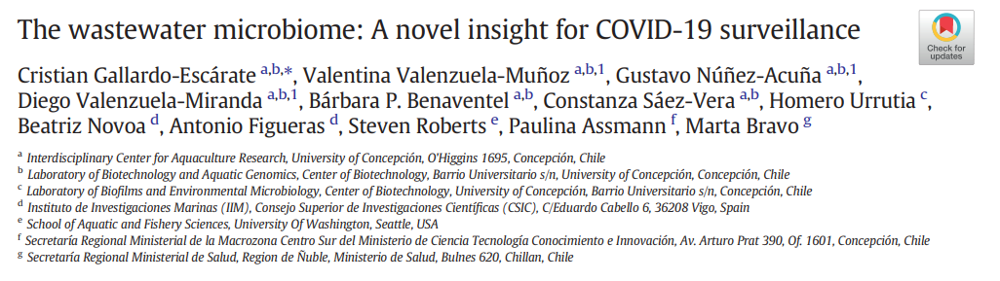 The wastewater microbiome: A novel insight for COVID-19 surveillance
Check for
updates
Cristian Gallardo-Escárate a,b,*, Valentina Valenzuela-Muñoz a,b,1, Gustavo Núñez-Acuña a,b,1,
Diego Valenzuela-Miranda a,b,1, Bárbara P. Benaventel a,b, Constanza Sáez-Vera a,b, Homero Urrutia c,
Beatriz Novoa d, Antonio Figueras d, Steven Roberts e, Paulina Assmann f, Marta Bravo g
a Interdisciplinary Center for Aquaculture Research, University of Concepción, O'Higgins 1695, Concepción, Chile
b Laboratory of Biotechnology and Aquatic Genomics, Center of Biotechnology, Barrio Universitario s/n, University of Concepción, Concepción, Chile
c Laboratory of Biofilms and Environmental Microbiology, Center of Biotechnology, University of Concepción, Barrio Universitario s/n, Concepción, Chile
d Instituto de Investigaciones Marinas (IIM), Consejo Superior de Investigaciones Científicas (CSIC), C/Eduardo Cabello 6, 36208 Vigo, Spain
e School of Aquatic and Fishery Sciences, University Of Washington, Seattle, USA
f Secretaría Regional Ministerial de la Macrozona Centro Sur del Ministerio de Ciencia Tecnología Conocimiento e Innovación, Av. Arturo Prat 390, Of. 1601, Concepción, Chile
g Secretaría Regional Ministerial de Salud, Region de Ñuble, Ministerio de Salud, Bulnes 620, Chillan, Chile